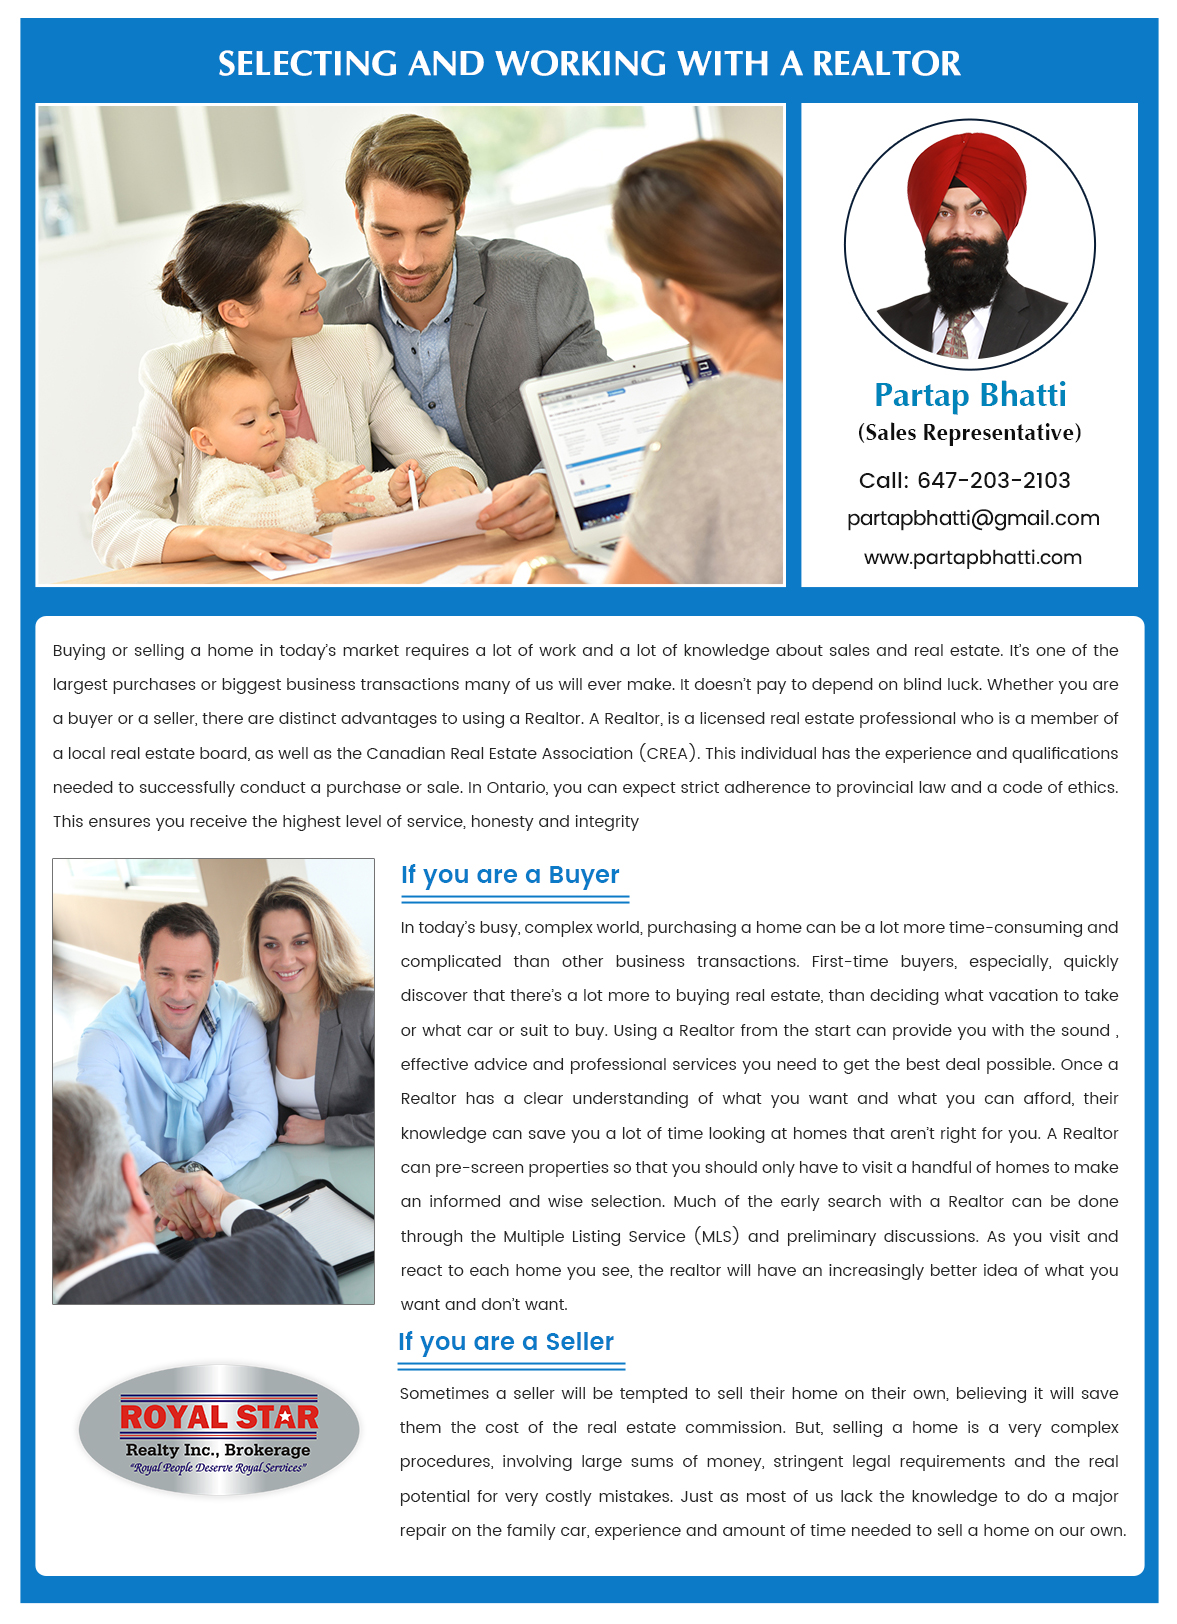 SELECTING AND WORKING WITH A REALTOR
Partap Bhatti
(Sales Representative)
Call: 647-203-2103
partapbhatti@gmail.com
www.partapbhatti.com
Buying or selling a home in today's market requires a lot of work and a lot of knowledge about sales and real estate. It's one of the
largest purchases or biggest business transactions many of us will ever make. It doesn't pay to depend on blind luck. Whether you are
a buyer or a seller, there are distinct advantages to using a Realtor. A Realtor, is a licensed real estate professional who is a member of
a local real estate board, as well as the Canadian Real Estate Association (CREA). This individual has the experience and qualifications
needed to successfully conduct a purchase or sale. In Ontario, you can expect strict adherence to provincial law and a code of ethics.
This ensures you receive the highest level of service, honesty and integrity
If you are a Buyer
In today's busy, complex world, purchasing a home can be a lot more time-consuming and
complicated than other business transactions. First-time buyers, especially, quickly
discover that there's a lot more to buying real estate, than deciding what vacation to take
or what car or suit to buy. Using a Realtor from the start can provide you with the sound ,
effective advice and professional services you need to get the best deal possible. Once a
Realtor has a clear understanding of what you want and what you can afford, their
knowledge can save you a lot of time looking at homes that aren't right for you. A Realtor
can pre-screen properties so that you should only have to visit a handful of homes to make
an informed and wise selection. Much of the early search with a Realtor can be done
through the Multiple Listing Service (MLS) and preliminary discussions. As you visit and
react to each home you see, the realtor will have an increasingly better idea of what you
want and don't want.
If you are a Seller
Sometimes a seller will be tempted to sell their home on their own, believing it will save
them the cost of the real estate commission. But, selling a home is a very complex
procedures, involving large sums of money, stringent legal requirements and the real
potential for very costly mistakes. Just as most of us lack the knowledge to do a major
repair on the family car, experience and amount of time needed to sell a home on our own.
ROYAL STAR
Realty Inc., Brokerage
"Royal People Deserve Royal Services"